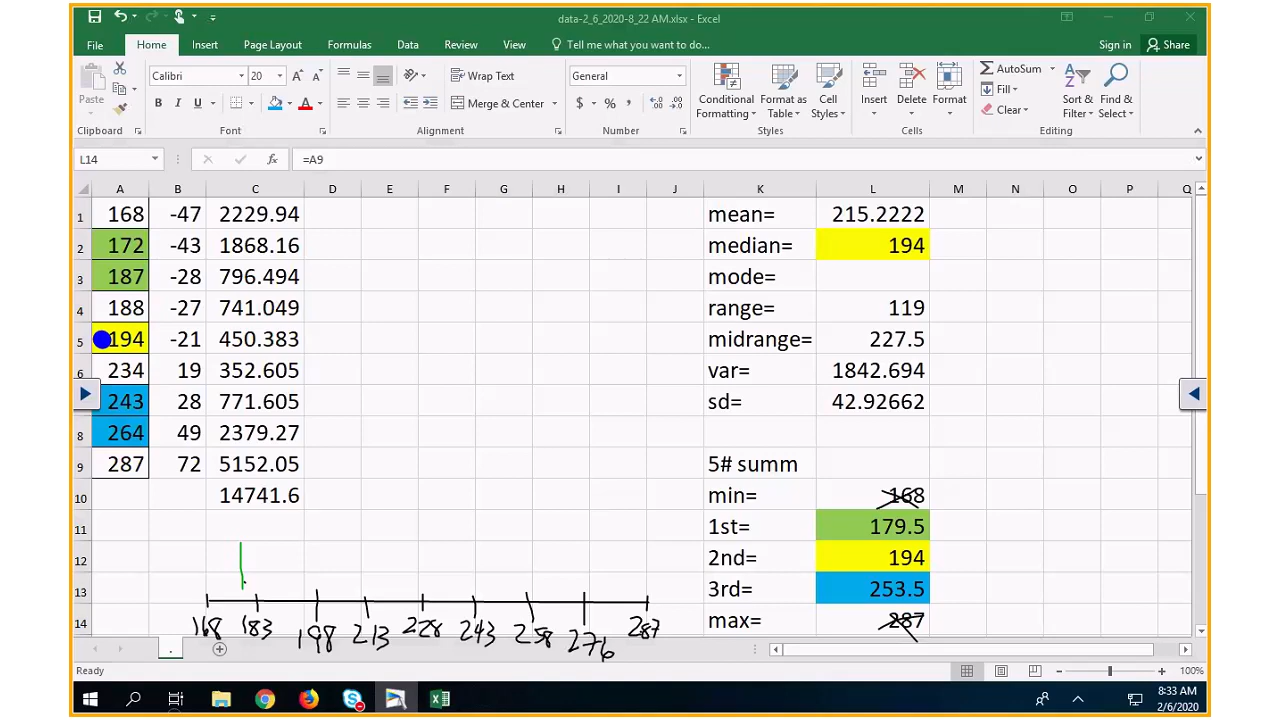 data-2_6_2020-8_22 AM.xlsx - Excel
File Home Insert Page Layout Formulas Data Review View Tell me what you want to do... Sign in Share
Paste
Calibri 20
B I U
Wrap Text
Merge & Center
General
$ % ,
Conditional Formatting
Format as Table
Cell Styles
Insert
Delete
Format
AutoSum
Fill
Clear
Sort & Filter
Find & Select
Clipboard Font Alignment Number Styles Cells Editing
L14 fx =A9
A B C D E F G H I J K L M N O P Q
1 168 -47 2229.94 mean= 215.2222
2 172 -43 1868.16 median= 194
3 187 -28 796.494 mode=
4 188 -27 741.049 range= 119
5 194 -21 450.383 midrange= 227.5
6 234 19 352.605 var= 1842.694
243 28 771.605 sd= 42.92662
8 264 49 2379.27
9 287 72 5152.05 5# summ
10 14741.6 min= 168
11 1st= 179.5
12 2nd= 194
13 3rd= 253.5
14 max= 287
168 183 198 213 228 243 258 276 287
.
Ready 100%
8:33 AM
2/6/2020